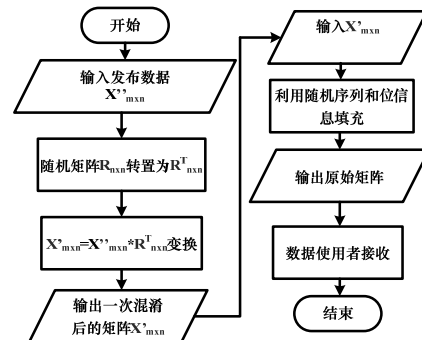 开始
输入发布数据
X''mxn
随机矩阵Rnxn转置为R^Tnxn
X'mxn=X''mxn*R^Tnxn变换
输出一次混淆
后的矩阵X'mxn
输入X'mxn
利用随机序列和位信
息填充
输出原始矩阵
数据使用者接收
结束